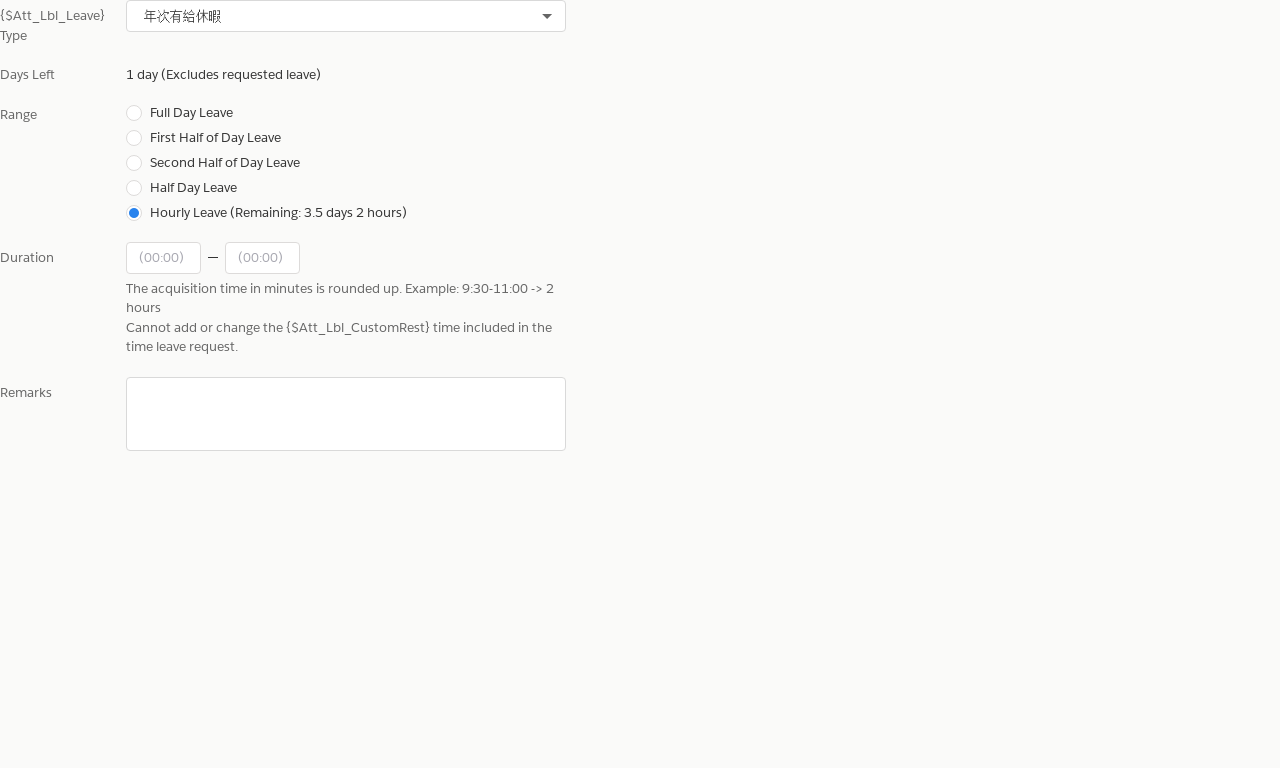 {$Att_Lbl_Leave} Type
年次有給休暇
Days Left
1 day (Excludes requested leave)
Range
Full Day Leave
First Half of Day Leave
Second Half of Day Leave
Half Day Leave
Hourly Leave (Remaining: 3.5 days 2 hours)
Duration
(00:00) — (00:00)
The acquisition time in minutes is rounded up. Example: 9:30-11:00 -> 2
hours
Cannot add or change the {$Att_Lbl_CustomRest} time included in the
time leave request.
Remarks